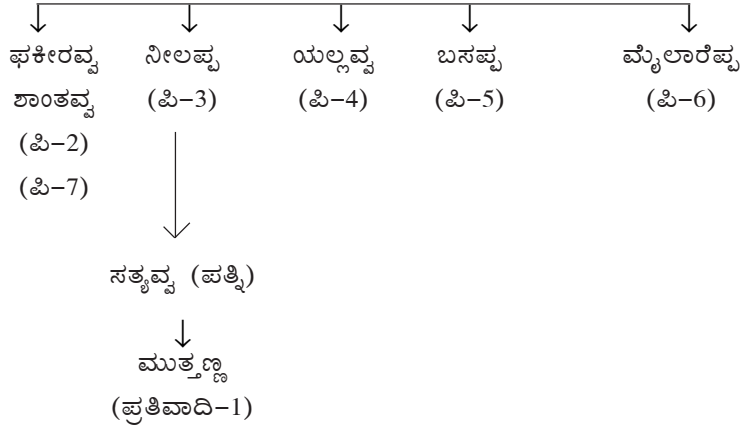 ಫಕೀರವ್ವ ನೀಲಪ್ಪ ಯಲ್ಲವ್ವ ಬಸಪ್ಪ ಮೈಲಾರೆಪ್ಪ
ಶಾಂತವ್ವ (ಪಿ-3) (ಪಿ-4) (ಪಿ-5) (ಪಿ-6)
(ಪಿ-2)
(ಪಿ-7)
ಸತ್ಯವ್ವ (ಪತ್ನಿ)
ಮುತ್ತಣ್ಣ
(ಪ್ರತಿವಾದಿ-1)